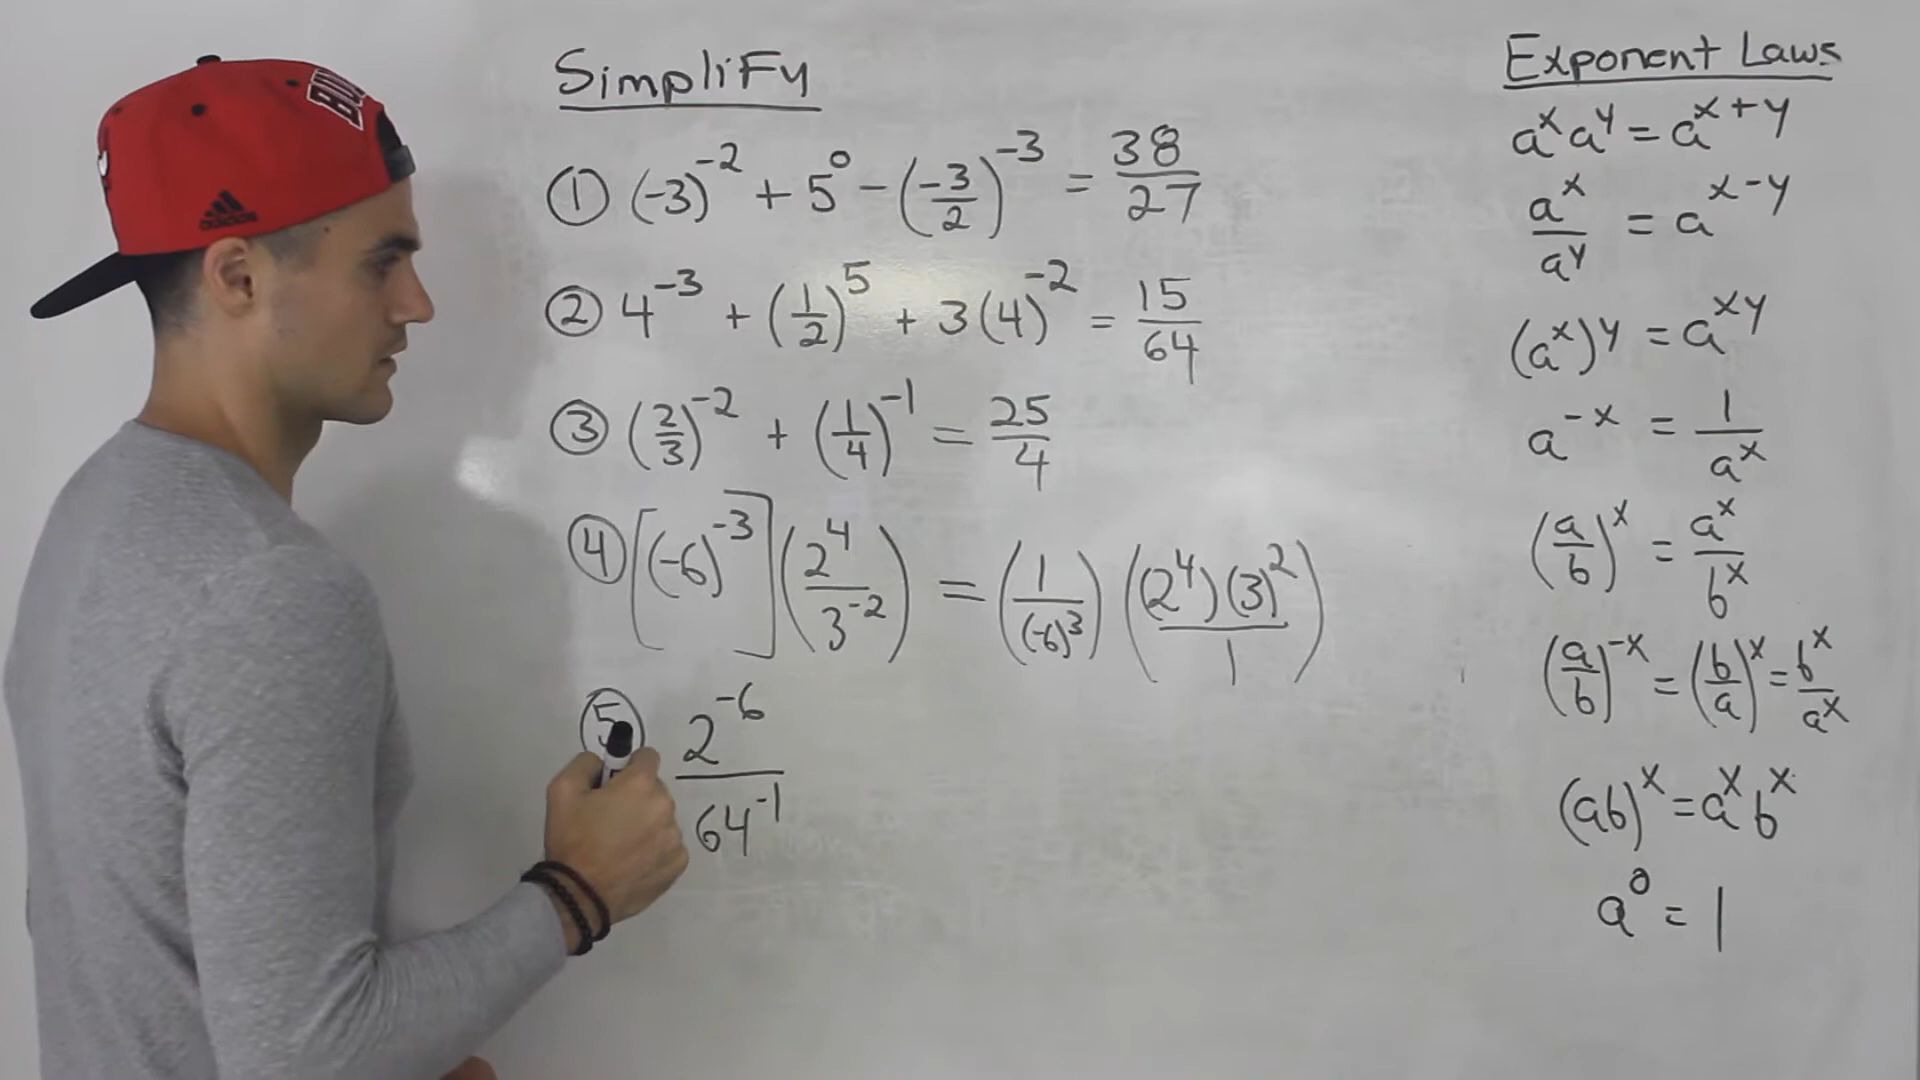 SimpliFy
① (-3)^-2 + 5^0 - (-3/2)^-3 = 38/27
② 4^-3 + (1/2)^5 + 3(4)^-2 = 15/64
③ (2/3)^-2 + (1/4)^-1 = 25/4
④ [(-6)^-3] (2^4/3^-2) = (1/(-6)^3) ((2^4)(3)^2/1)
⑤ 2^-6/64^-1
Exponent Laws
a^x a^y = a^(x+y)
a^x/a^y = a^(x-y)
(a^x)^y = a^(xy)
a^-x = 1/a^x
(a/b)^x = a^x/b^x
(a/b)^-x = (b/a)^x = b^x/a^x
(ab)^x = a^x b^x
a^0 = 1
adidas